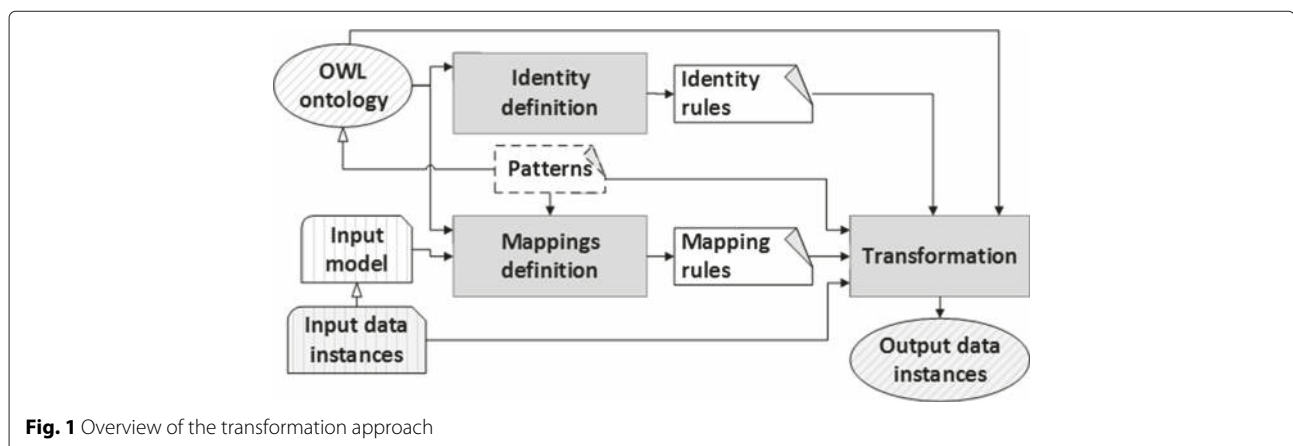 OWL
ontology
Identity
definition
Identity
rules
Patterns
Input
model
Mappings
definition
Mapping
rules
Transformation
Input data
instances
Output data
instances
Fig. 1 Overview of the transformation approach